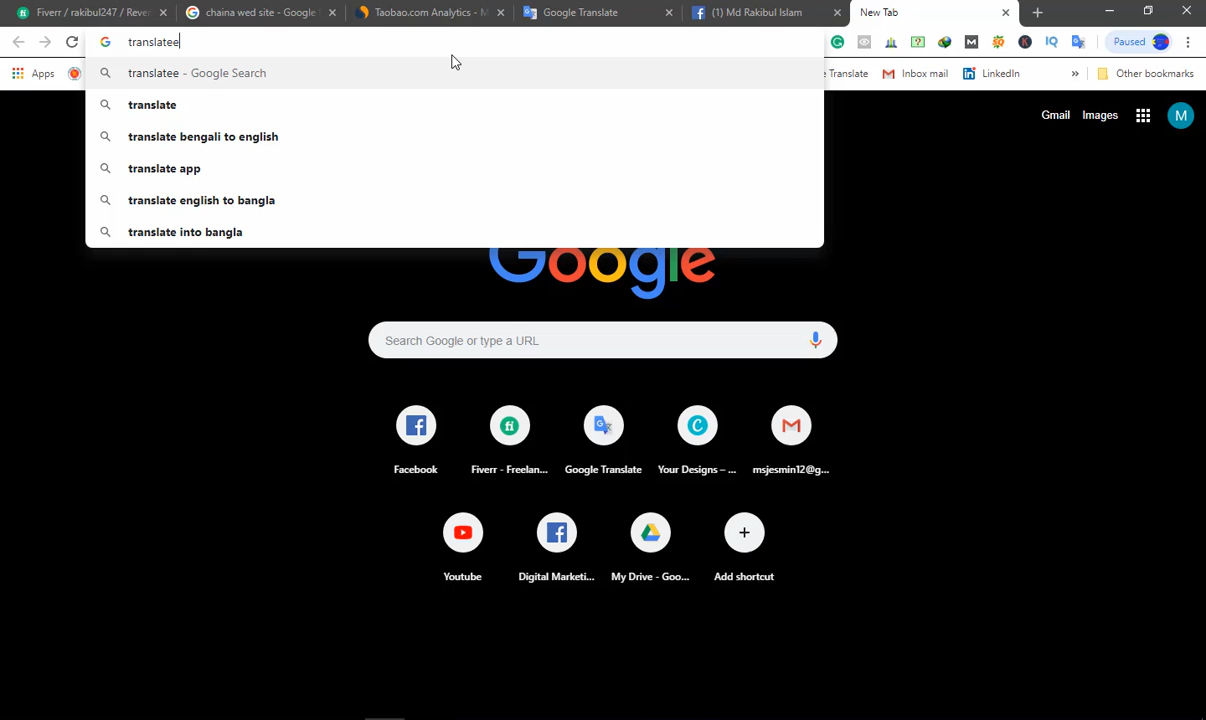 Fiverr / rakibul247 / Rever
chaina wed site - Google
Taobao.com Analytics - M
Google Translate
(1) Md Rakibul Islam
New Tab
translatee
Paused
translatee - Google Search
translate
translate bengali to english
translate app
translate english to bangla
translate into bangla
Apps
Translate
Inbox mail
LinkedIn
Other bookmarks
Gmail
Images
M
Google
Search Google or type a URL
Facebook
Fiverr - Freelan...
Google Translate
Your Designs – ...
msjesmin12@g...
Youtube
Digital Marketi...
My Drive - Goo...
Add shortcut